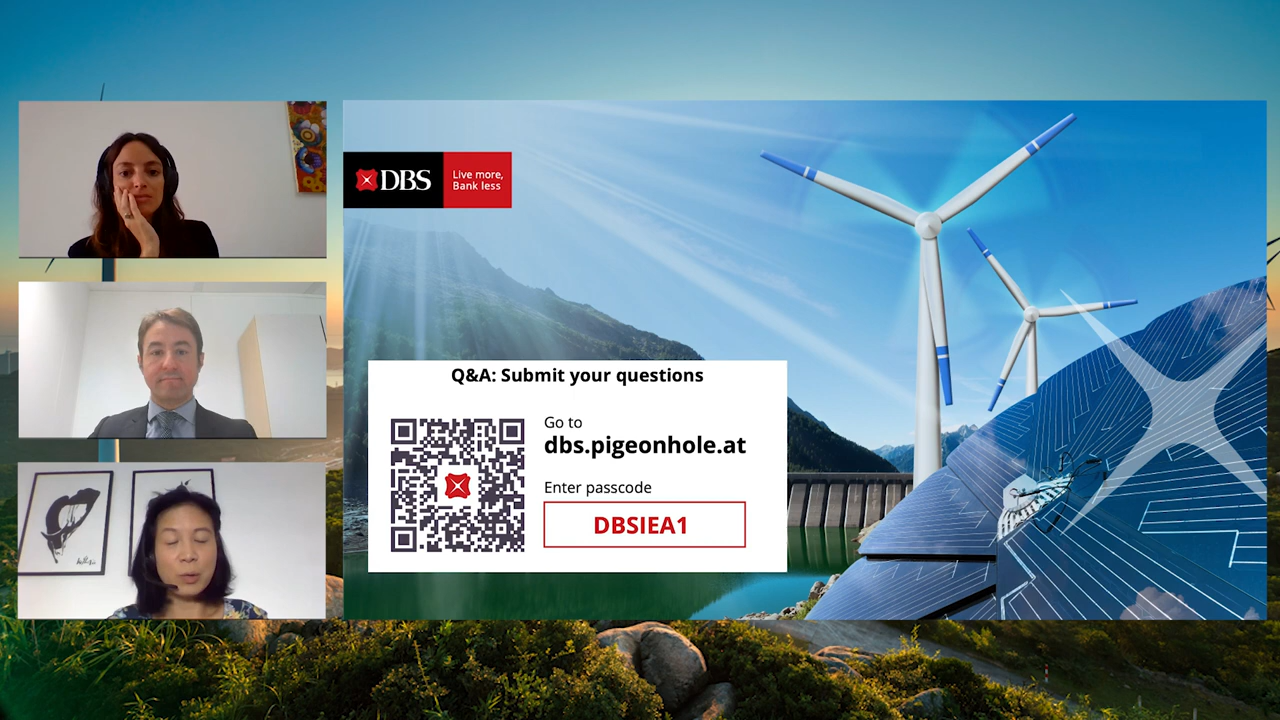 DBS
Live more,
Bank less
Q&A: Submit your questions
Go to
dbs.pigeonhole.at
Enter passcode
DBSIEA1